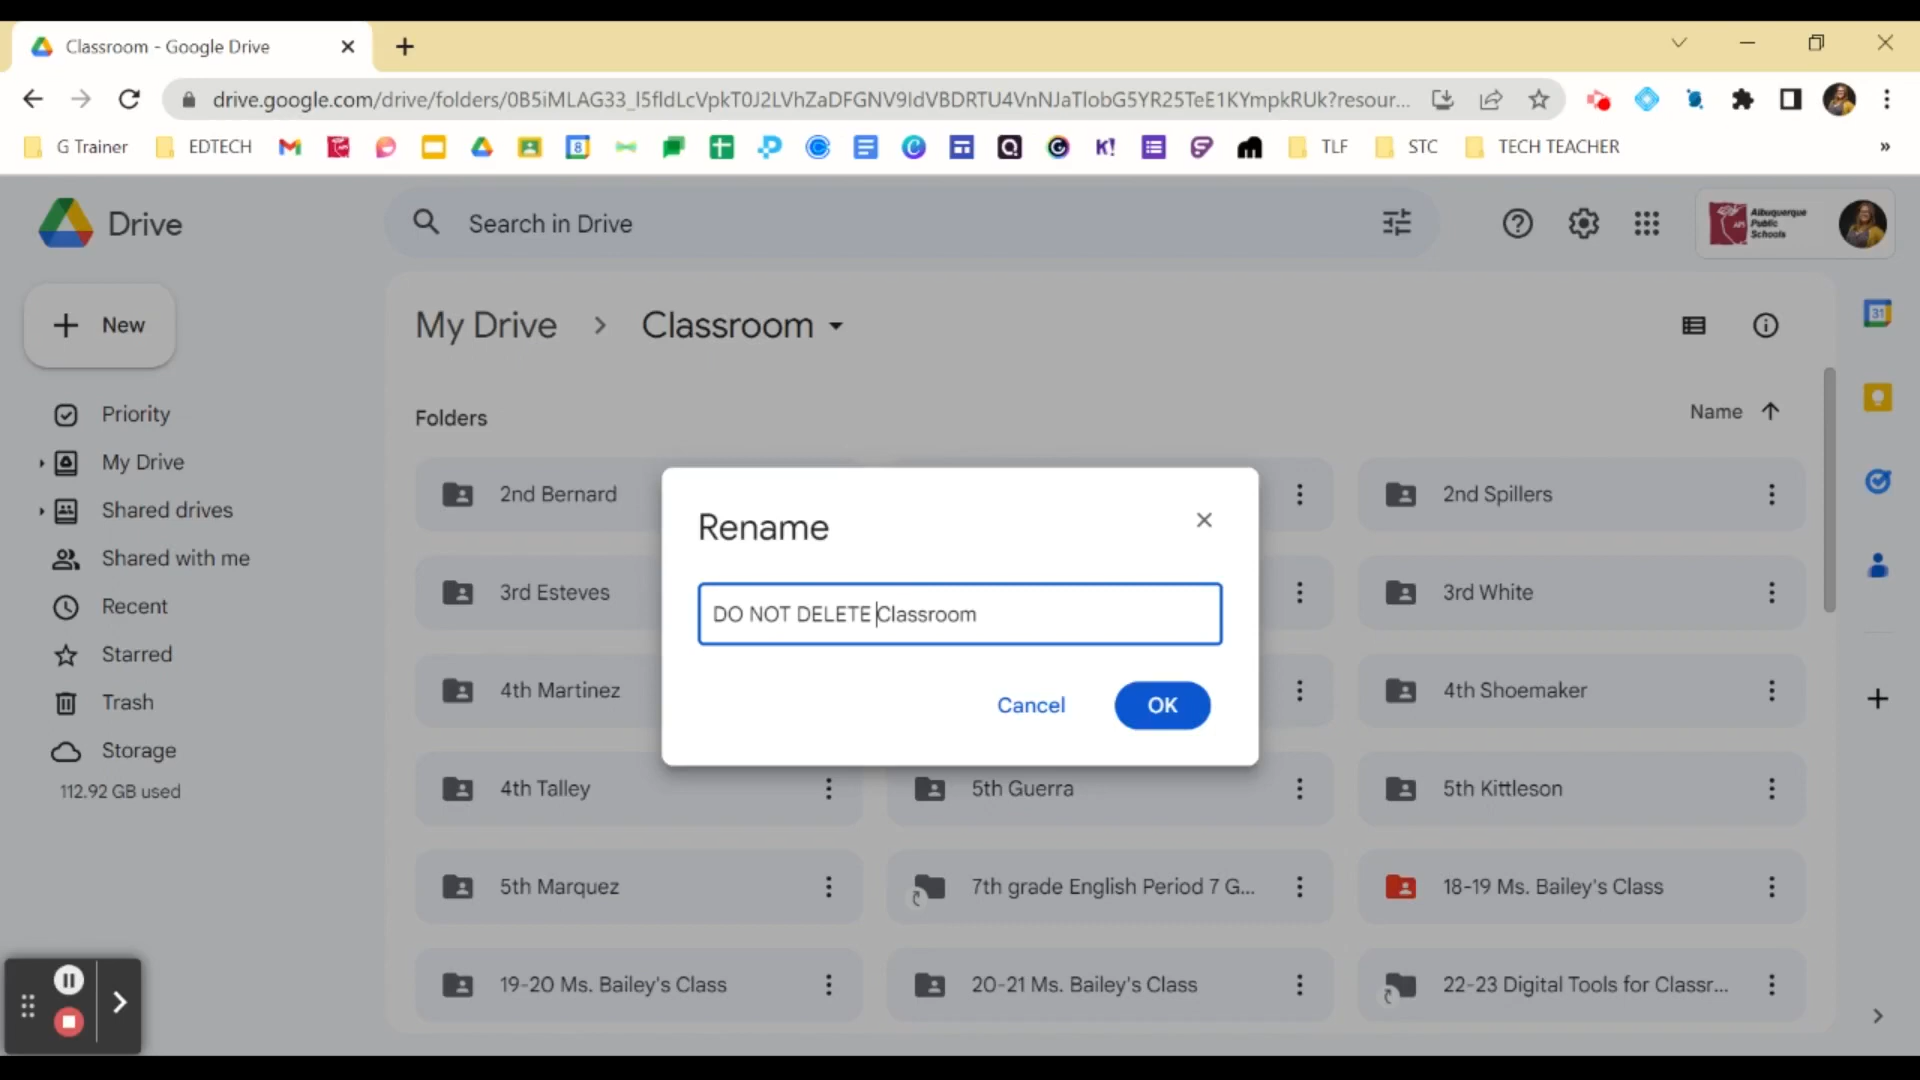 Classroom - Google Drive
drive.google.com/drive/folders/0B5iMLAG33_I5fldLcVpkT0J2LVhZaDFGNV9IdVBDRTU4VnNJaTlobG5YR25TeE1KYmpkRUk?resour...
G Trainer
EDTECH
K!
TLF
STC
TECH TEACHER
»
Drive
Search in Drive
Albuquerque
Public
Schools
New
My Drive
Classroom
31
Priority
My Drive
Shared drives
Shared with me
Recent
Starred
Trash
Storage
112.92 GB used
Folders
Name
2nd Bernard
2nd Spillers
Rename
DO NOT DELETE Classroom
Cancel
OK
3rd Esteves
3rd White
4th Martinez
4th Shoemaker
4th Talley
5th Guerra
5th Kittleson
5th Marquez
7th grade English Period 7 G...
18-19 Ms. Bailey's Class
19-20 Ms. Bailey's Class
20-21 Ms. Bailey's Class
22-23 Digital Tools for Classr...